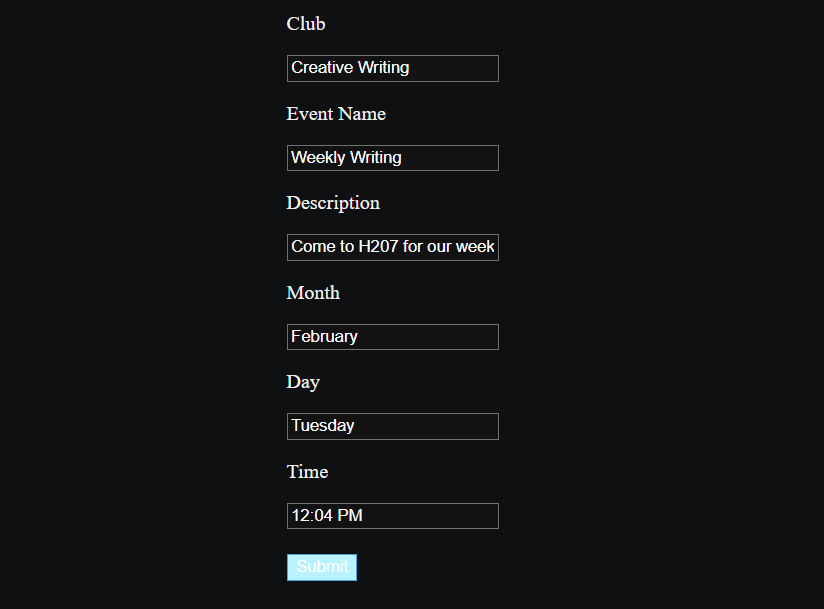 Club
Creative Writing
Event Name
Weekly Writing
Description
Come to H207 for our week
Month
February
Day
Tuesday
Time
12:04 PM
Submit